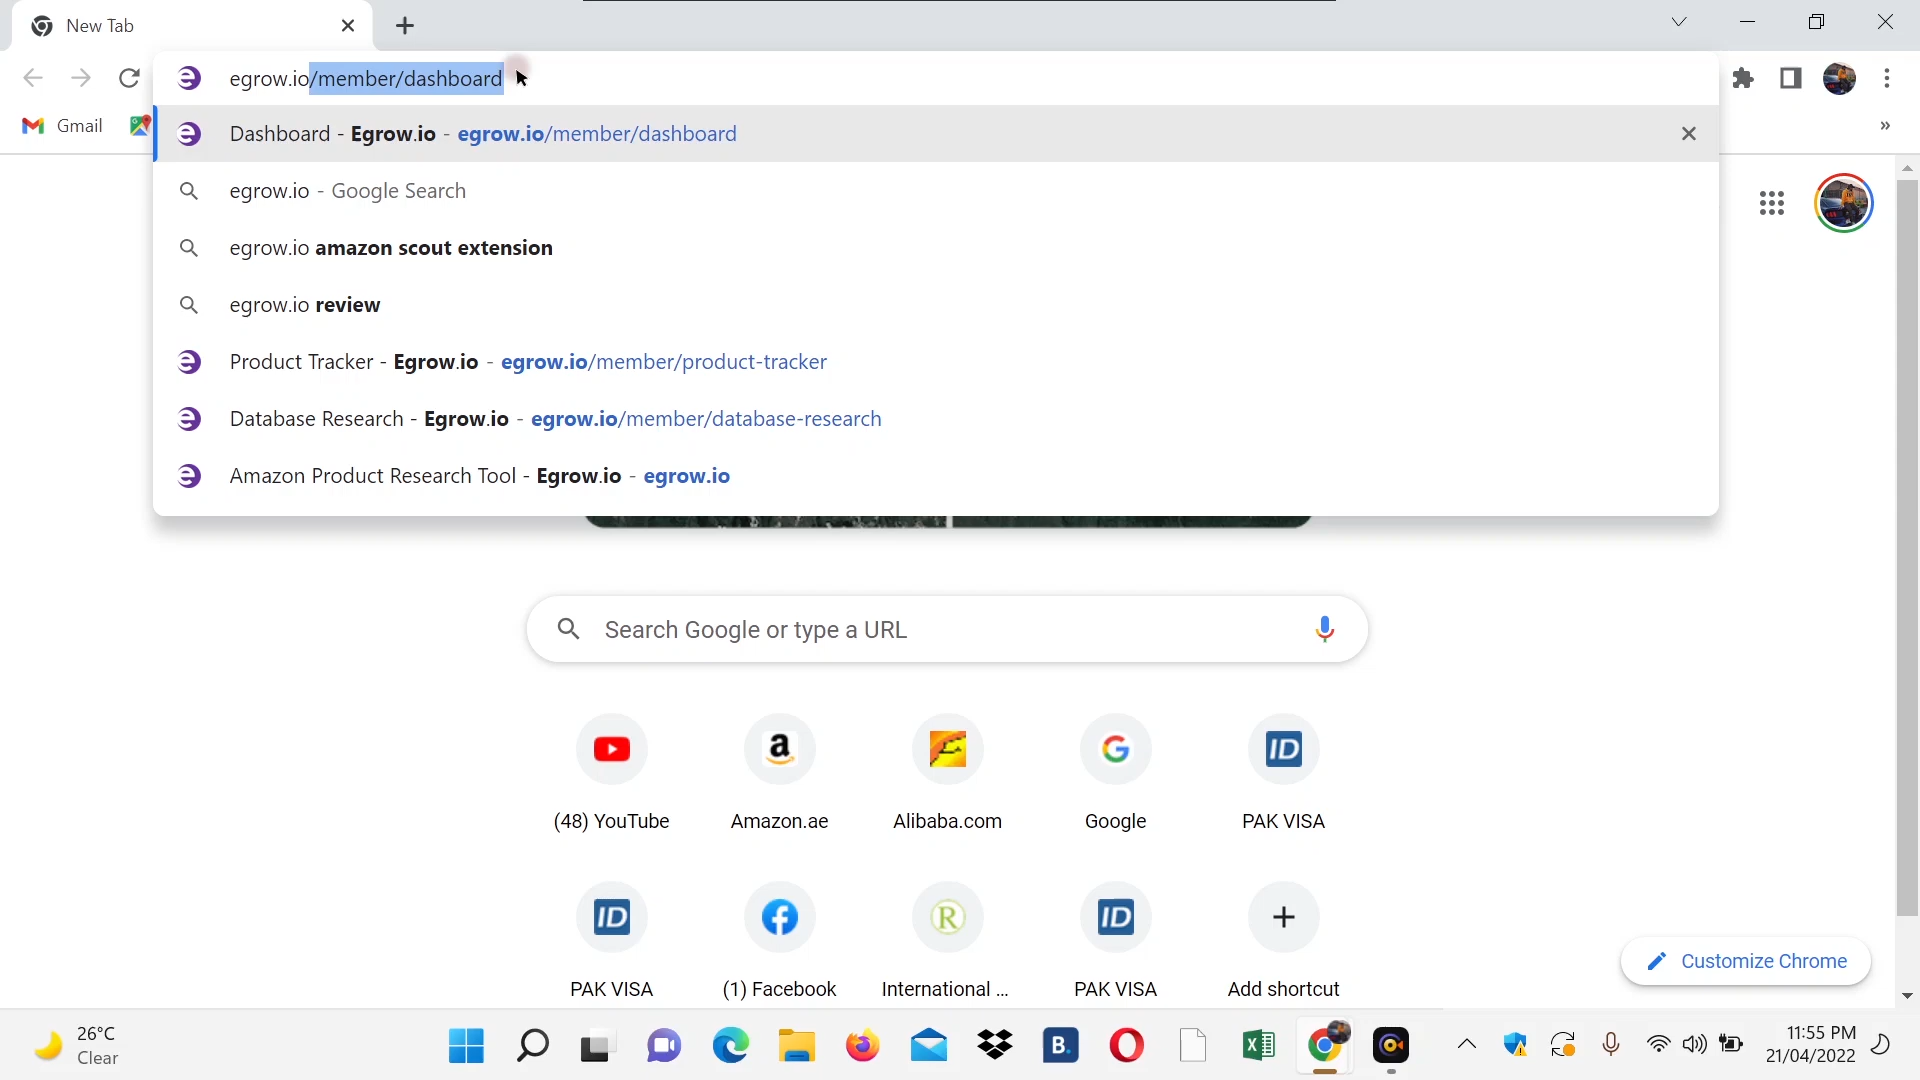 New Tab
egrow.io/member/dashboard
Gmail
Dashboard - Egrow.io - egrow.io/member/dashboard
egrow.io - Google Search
egrow.io amazon scout extension
egrow.io review
Product Tracker - Egrow.io - egrow.io/member/product-tracker
Database Research - Egrow.io - egrow.io/member/database-research
Amazon Product Research Tool - Egrow.io - egrow.io
Search Google or type a URL
(48) YouTube
Amazon.ae
Alibaba.com
Google
PAK VISA
PAK VISA
(1) Facebook
International ...
PAK VISA
Add shortcut
Customize Chrome
26°C
Clear
11:55 PM
21/04/2022